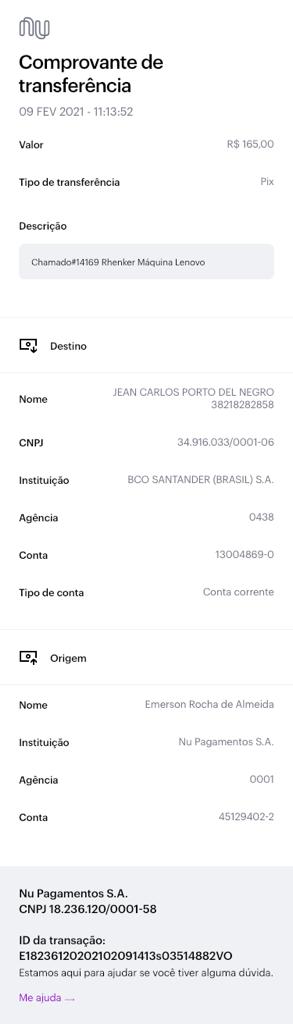 nu
Comprovante de
transferência
09 FEV 2021 - 11:13:52
Valor R$ 165,00
Tipo de transferência Pix
Descrição
Chamado#14169 Rhenker Máquina Lenovo
Destino
Nome JEAN CARLOS PORTO DEL NEGRO
38218282858
CNPJ 34.916.033/0001-06
Instituição BCO SANTANDER (BRASIL) S.A.
Agência 0438
Conta 13004869-0
Tipo de conta Conta corrente
Origem
Nome Emerson Rocha de Almeida
Instituição Nu Pagamentos S.A.
Agência 0001
Conta 45129402-2
Nu Pagamentos S.A.
CNPJ 18.236.120/0001-58
ID da transação:
E18236120202102091413s03514882VO
Estamos aqui para ajudar se você tiver alguma dúvida.
Me ajuda →